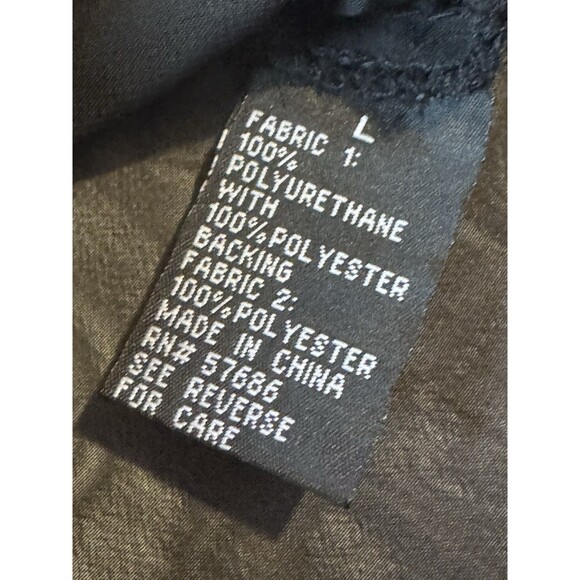 L
FABRIC 1:
100%
POLYURETHANE
WITH
100% POLYESTER
BACKING
FABRIC 2:
100% POLYESTER
MADE IN CHINA
RN# 57686
SEE REVERSE
FOR CARE